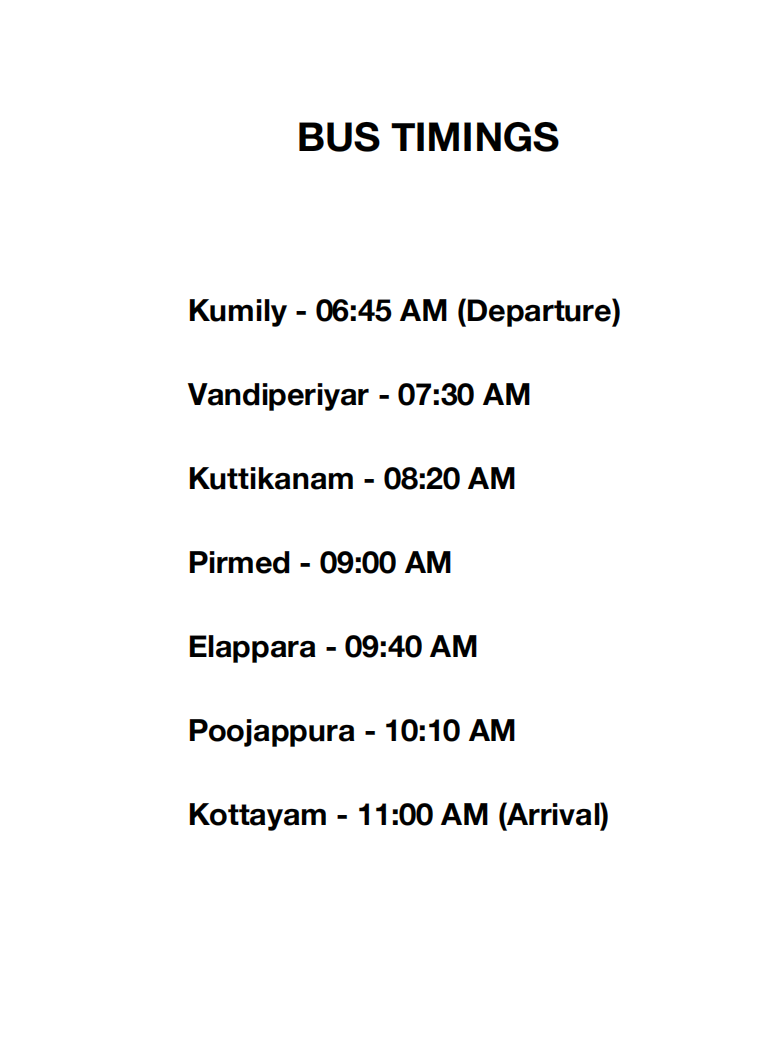 BUS TIMINGS
Kumily - 06:45 AM (Departure)
Vandiperiyar - 07:30 AM
Kuttikanam - 08:20 AM
Pirmed - 09:00 AM
Elappara - 09:40 AM
Poojappura - 10:10 AM
Kottayam - 11:00 AM (Arrival)